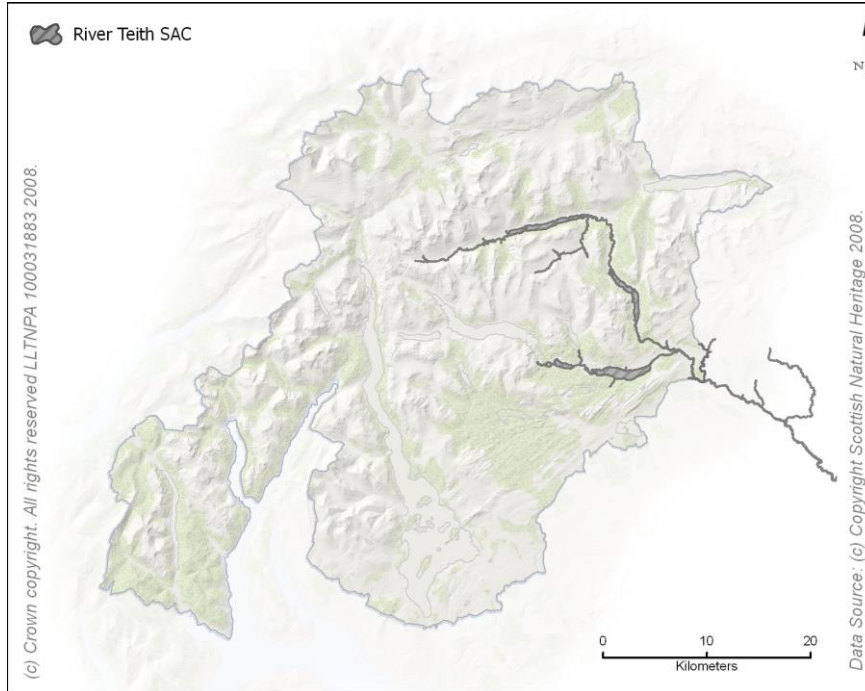 River Teith SAC
z
(c) Crown copyright. All rights reserved LLTNPA 100031883 2008.
Data Source: (c) Copyright Scottish Natural Heritage 2008.
0 10 20
Kilometers